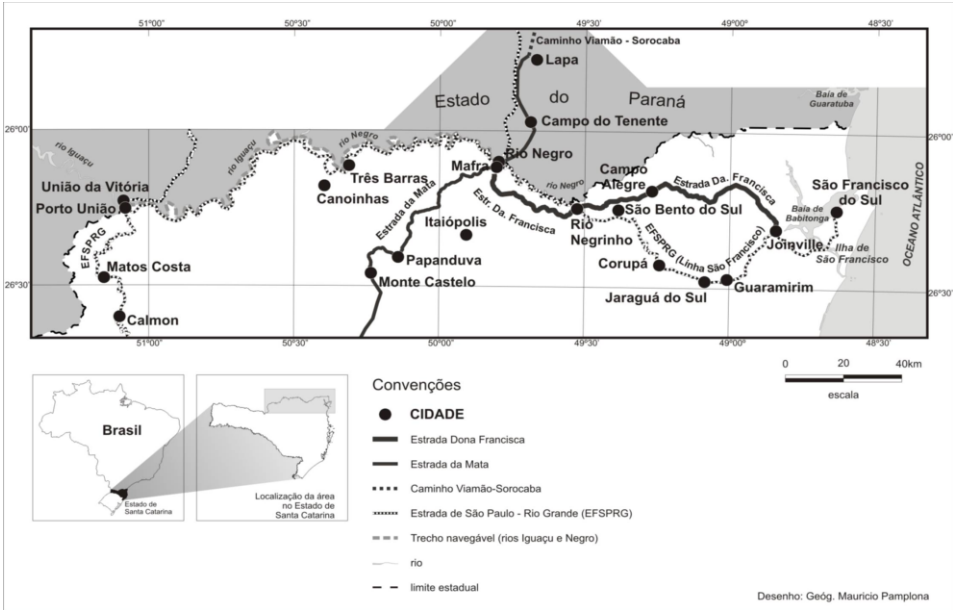 51°00' 50°30' 50°00' 49°30' 49°00' 48°30'
Caminho Viamão - Sorocaba
Lapa
Estado do Paraná
Baía de
Guaratuba
Campo do Tenente
26°00'
26°00'
rio Iguaçu
rio Iguaçu
rio Negro
Rio Negro
Mafra
rio Negro
Três Barras
Canoinhas
União da Vitória
Porto União
Estrada da Mata
Estr. Da. Francisca
Itaiópolis
Campo
Alegre
Estrada Da. Francisca
São Francisco
do Sul
São Bento do Sul
Baía de
Babitonga
Rio
Negrinho
EFSPRG (Linha São Francisco)
Joinville
Ilha de
São Francisco
OCEANO ATLÂNTICO
EFSPRG
Matos Costa
Papanduva
Monte Castelo
Corupá
Jaraguá do Sul
Guaramirim
Calmon
26°30'
26°30'
51°00' 50°30' 50°00' 49°30' 49°00' 48°30'
0 20 40km
escala
Brasil
Estado de
Santa Catarina
Localização da área
no Estado de
Santa Catarina
Convenções
CIDADE
Estrada Dona Francisca
Estrada da Mata
Caminho Viamão-Sorocaba
Estrada de São Paulo - Rio Grande (EFSPRG)
Trecho navegável (rios Iguaçu e Negro)
rio
limite estadual
Desenho: Geóg. Mauricio Pamplona